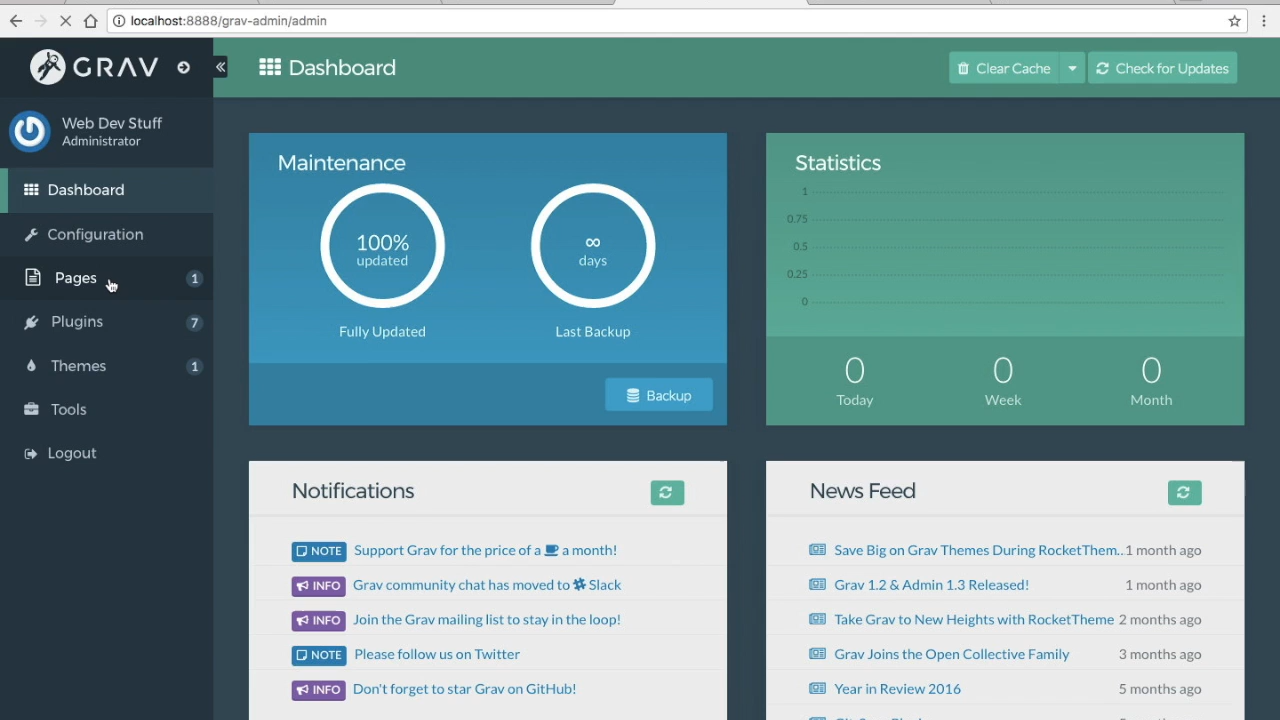 localhost:8888/grav-admin/admin
GRAV
Dashboard
Clear Cache
Check for Updates
Web Dev Stuff
Administrator
Dashboard
Configuration
Pages 1
Plugins 7
Themes 1
Tools
Logout
Maintenance
100%
updated
Fully Updated
∞
days
Last Backup
Backup
Statistics
1
0.75
0.5
0.25
0
0
Today
0
Week
0
Month
Notifications
NOTE Support Grav for the price of a a month!
INFO Grav community chat has moved to Slack
INFO Join the Grav mailing list to stay in the loop!
NOTE Please follow us on Twitter
INFO Don't forget to star Grav on GitHub!
News Feed
Save Big on Grav Themes During RocketThem.. 1 month ago
Grav 1.2 & Admin 1.3 Released! 1 month ago
Take Grav to New Heights with RocketTheme 2 months ago
Grav Joins the Open Collective Family 3 months ago
Year in Review 2016 5 months ago